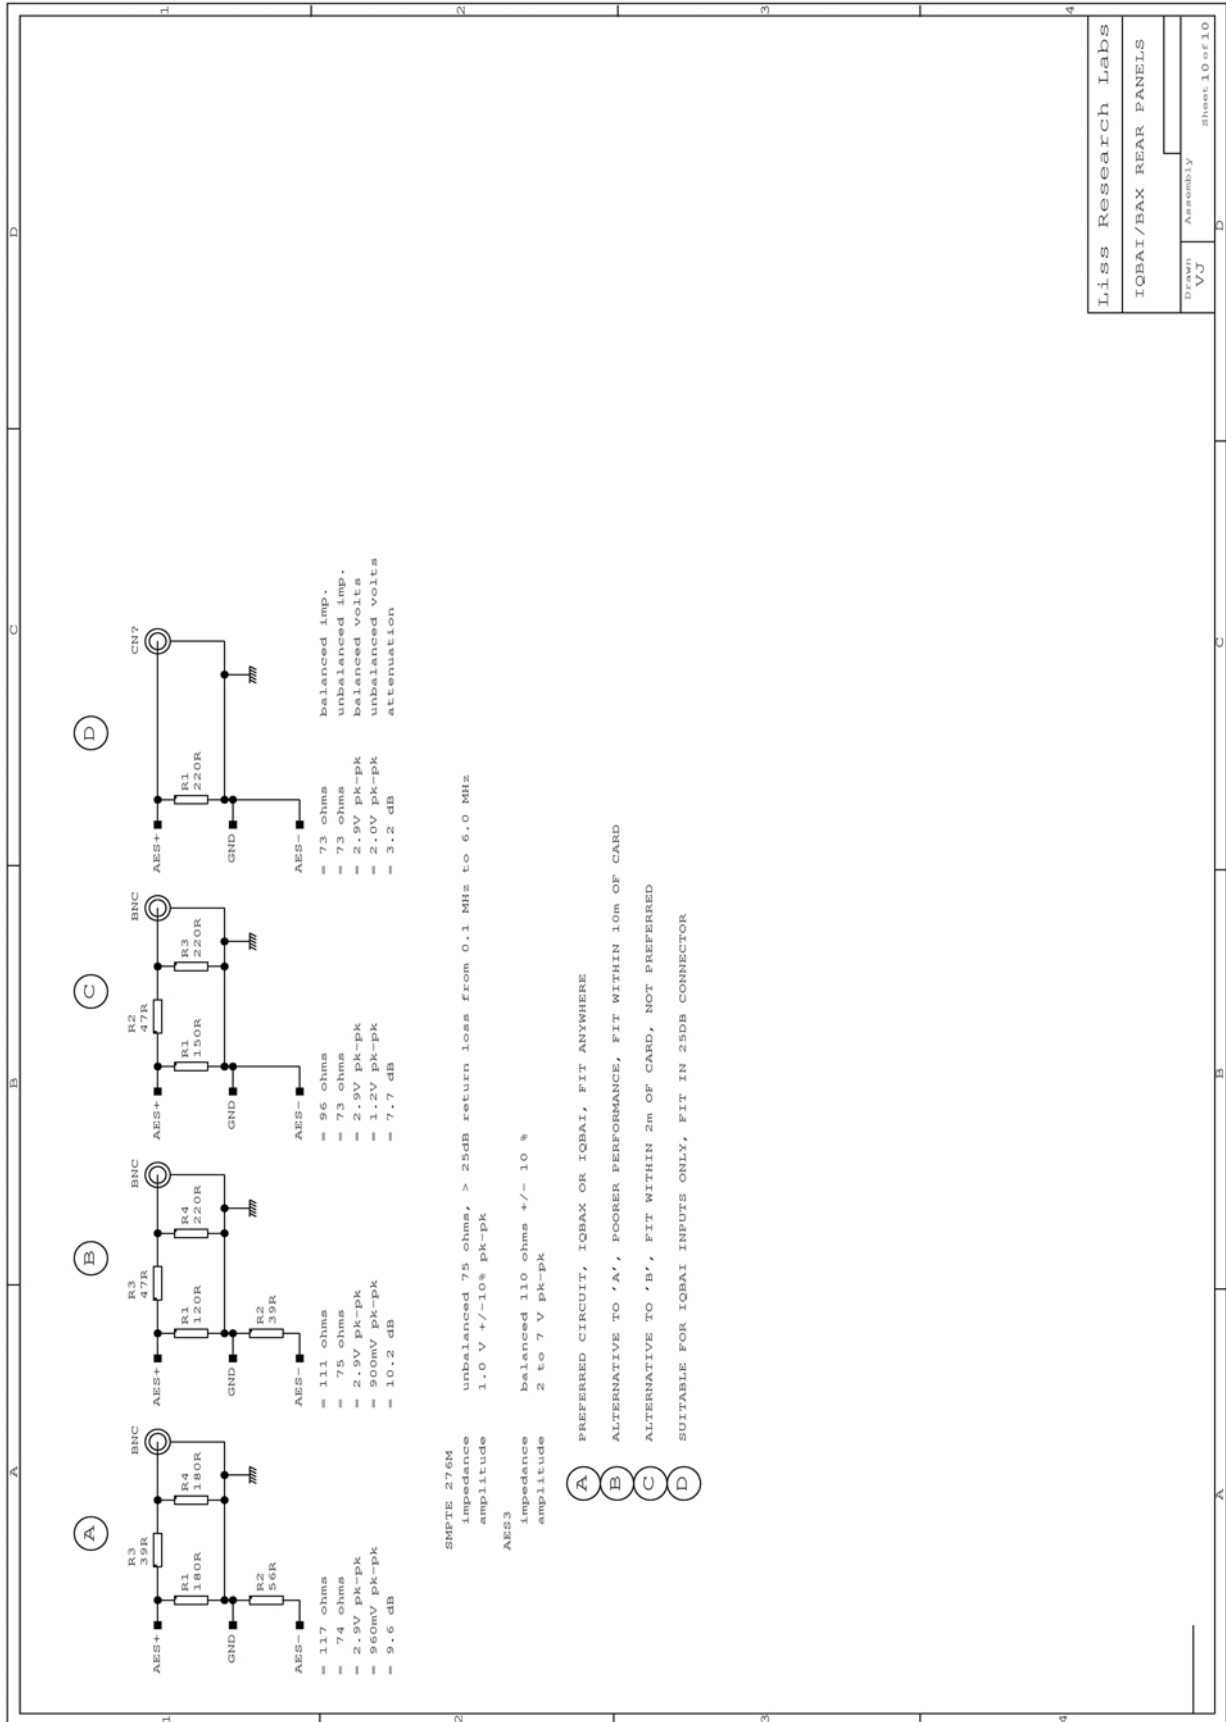 A B C D
1
2
3
4
A
B
C
D
R3
39R
BNC
AES+
R1
180R
R4
180R
GND
R2
56R
AES-
R3
47R
BNC
AES+
R1
120R
R4
220R
GND
R2
39R
AES-
R2
47R
BNC
AES+
R1
150R
R3
220R
GND
AES-
CN?
AES+
R1
220R
GND
AES-
= 117 ohms = 111 ohms = 96 ohms = 73 ohms balanced imp.
= 74 ohms = 75 ohms = 73 ohms = 73 ohms unbalanced imp.
= 2.9V pk-pk = 2.9V pk-pk = 2.9V pk-pk = 2.9V pk-pk balanced volts
= 960mV pk-pk = 900mV pk-pk = 1.2V pk-pk = 2.0V pk-pk unbalanced volts
= 9.6 dB = 10.2 dB = 7.7 dB = 3.2 dB attenuation
SMPTE 276M
impedance unbalanced 75 ohms, > 25dB return loss from 0.1 MHz to 6.0 MHz
amplitude 1.0 V +/-10% pk-pk
AES3
impedance balanced 110 ohms +/- 10 %
amplitude 2 to 7 V pk-pk
A PREFERRED CIRCUIT, IQBAX OR IQBAI, FIT ANYWHERE
B ALTERNATIVE TO 'A', POORER PERFORMANCE, FIT WITHIN 10m OF CARD
C ALTERNATIVE TO 'B', FIT WITHIN 2m OF CARD, NOT PREFERRED
D SUITABLE FOR IQBAI INPUTS ONLY, FIT IN 25DB CONNECTOR
Liss Research Labs
IQBAI/BAX REAR PANELS
Drawn
VJ
Assembly
Sheet 10 of 10
1
2
3
4
A B C D